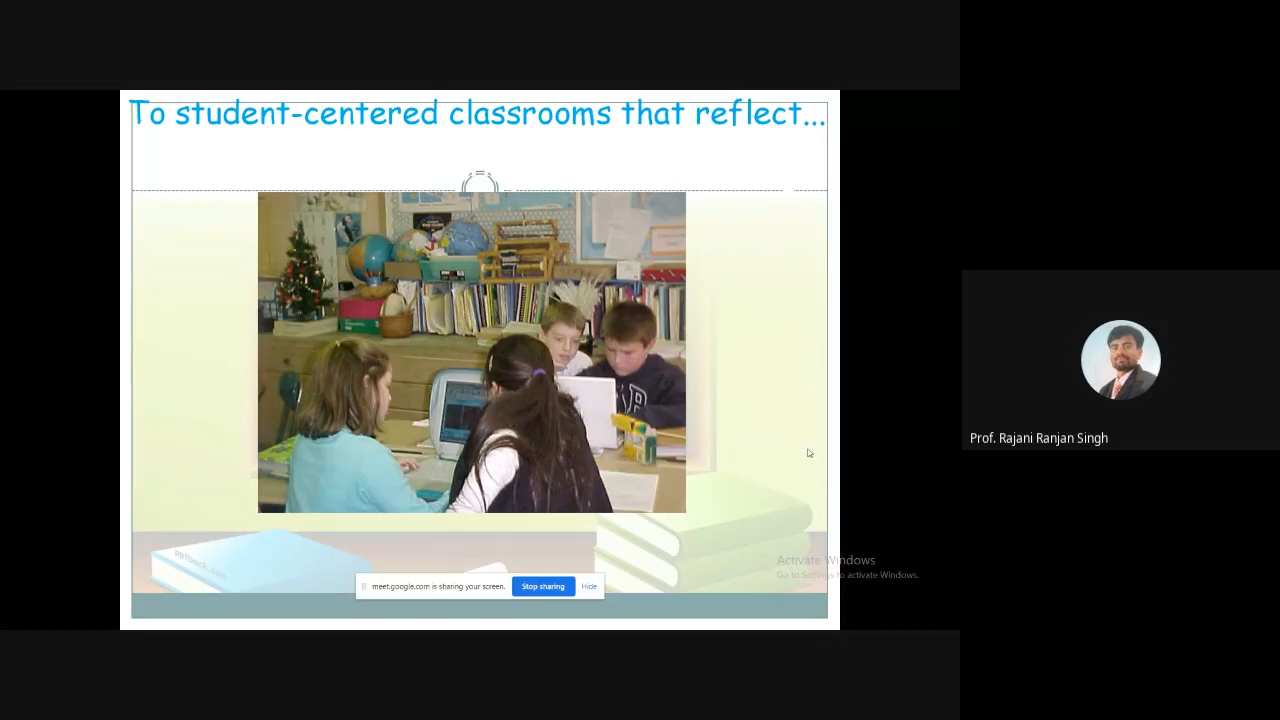 To student-centered classrooms that reflect...
Prof. Rajani Ranjan Singh
Activate Windows
Go to Settings to activate Windows.
meet.google.com is sharing your screen.
Stop sharing
Hide